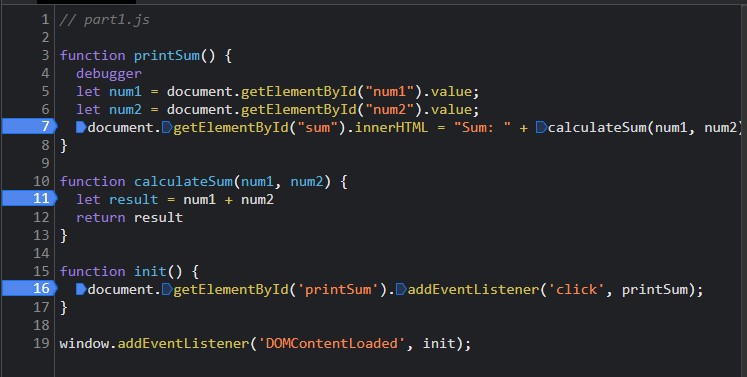 1 // part1.js
2
3 function printSum() {
4   debugger
5   let num1 = document.getElementById("num1").value;
6   let num2 = document.getElementById("num2").value;
7   document.getElementById("sum").innerHTML = "Sum: " + calculateSum(num1, num2)
8 }
9
10 function calculateSum(num1, num2) {
11   let result = num1 + num2
12   return result
13 }
14
15 function init() {
16   document.getElementById('printSum').addEventListener('click', printSum);
17 }
18
19 window.addEventListener('DOMContentLoaded', init);